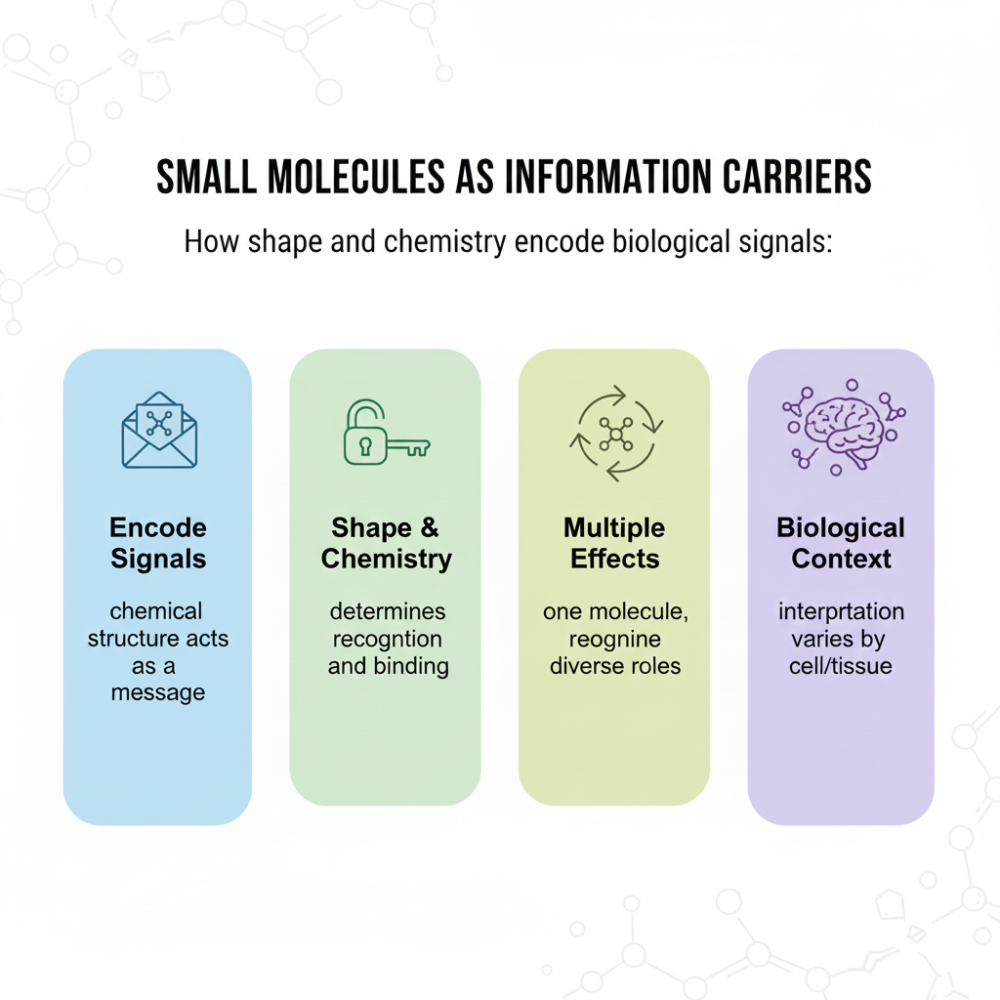 SMALL MOLECULES AS INFORMATION CARRIERS
How shape and chemistry encode biological signals:
Encode
Signals
chemical
structure acts
as a
message
Shape &
Chemistry
determines
recogntion
and binding
Multiple
Effects
one molecule,
reognine
diverse roles
Biological
Context
interprtation
varies by
cell/tissue